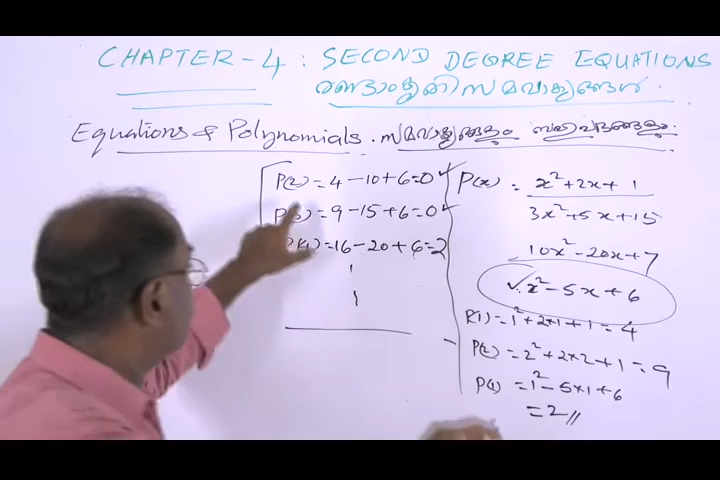 CHAPTER-4 : SECOND DEGREE EQUATIONS
രണ്ടാംകൃതി സമവാക്യങ്ങൾ.
Equations & Polynomials. സമവാക്യങ്ങളും ബഹുപദങ്ങളും.
P(2) = 4 - 10 + 6 = 0 ✓
= 9 - 15 + 6 = 0 ✓
P(4) = 16 - 20 + 6 = 2
P(x) = x² + 2x + 1
3x² + 5x + 15
10x² - 20x + 7
✓ x² - 5x + 6
P(1) = 1² + 2×1 + 1 = 4
P(2) = 2² + 2×2 + 1 = 9
P(1) = 1² - 5×1 + 6
= 2 //